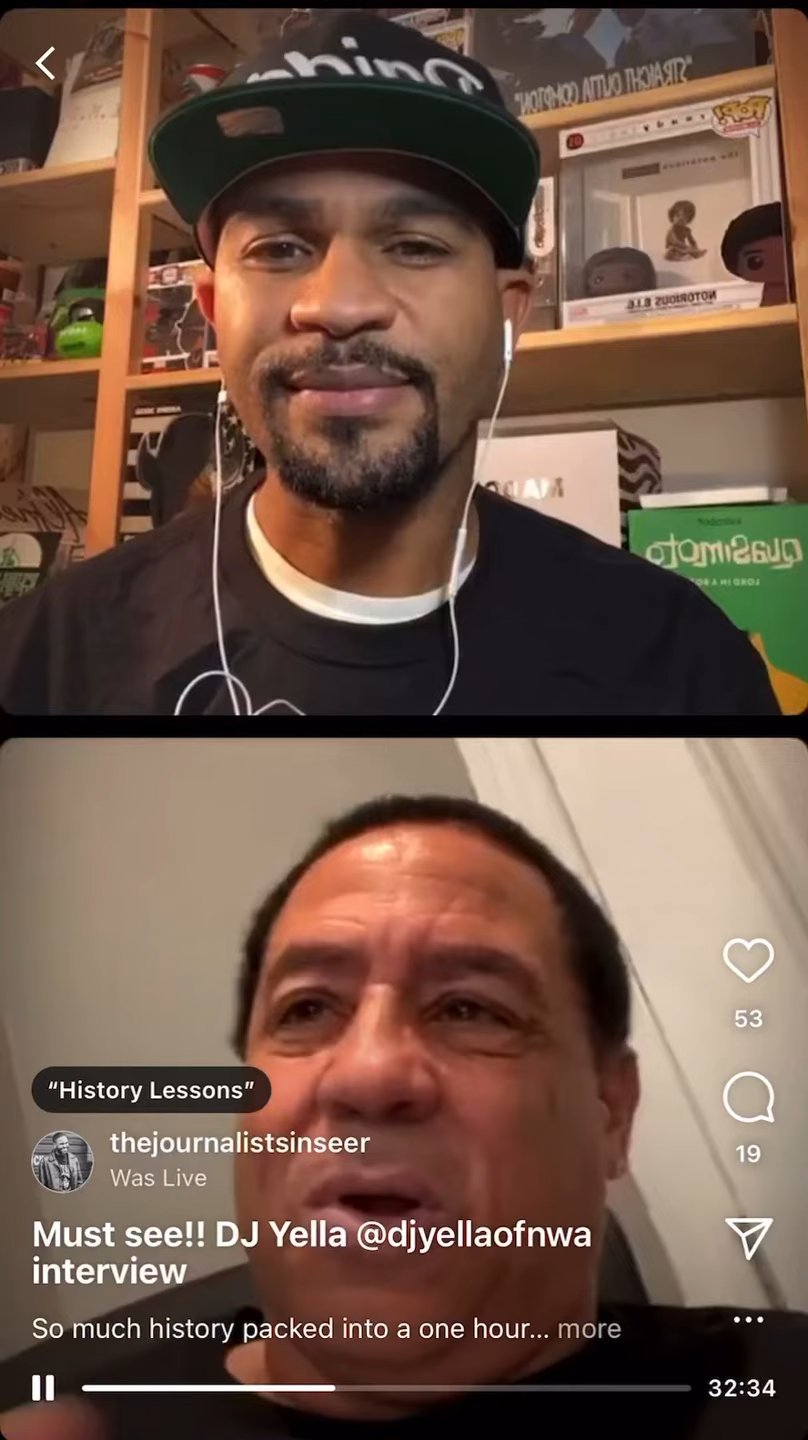 "STRAIGHT OUTTA COMPTON"
POP!
NOTORIOUS B.I.G.
quasimoto
LORD IN A BO
"History Lessons"
thejournalistsinseer
Was Live
Must see!! DJ Yella @djyellaofnwa
interview
So much history packed into a one hour... more
32:34
53
19